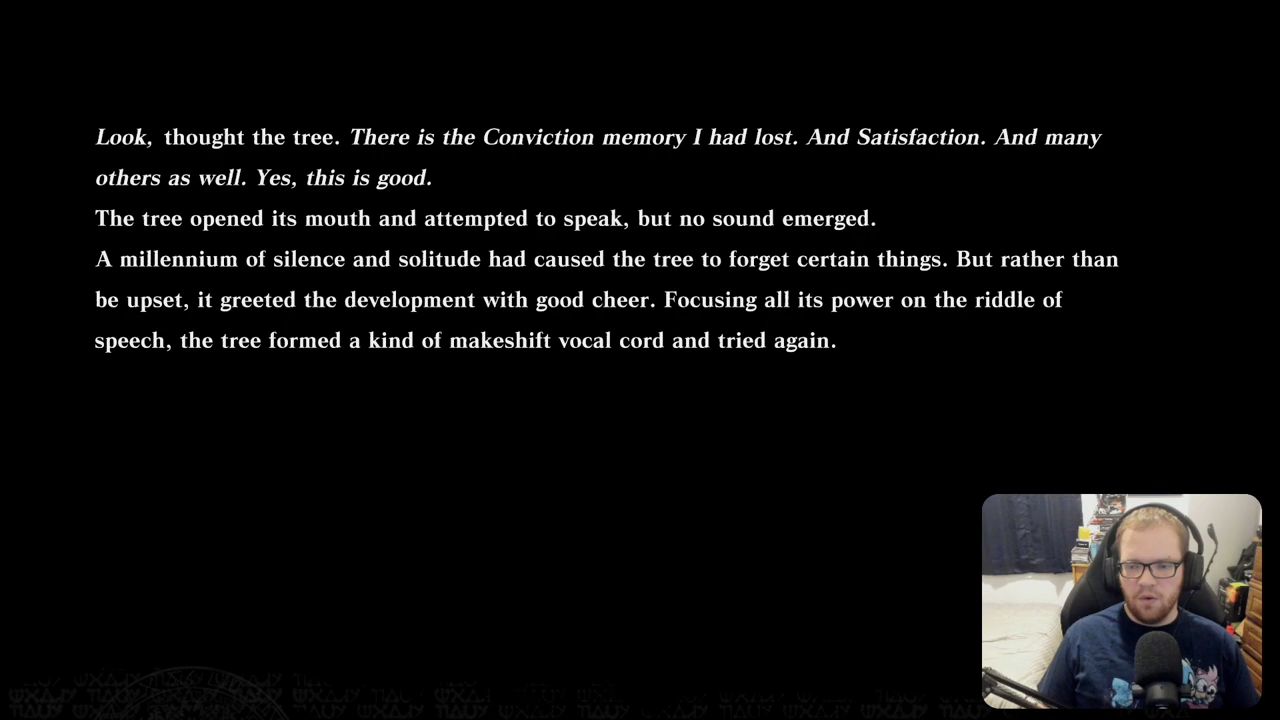 Look, thought the tree. There is the Conviction memory I had lost. And Satisfaction. And many
others as well. Yes, this is good.
The tree opened its mouth and attempted to speak, but no sound emerged.
A millennium of silence and solitude had caused the tree to forget certain things. But rather than
be upset, it greeted the development with good cheer. Focusing all its power on the riddle of
speech, the tree formed a kind of makeshift vocal cord and tried again.